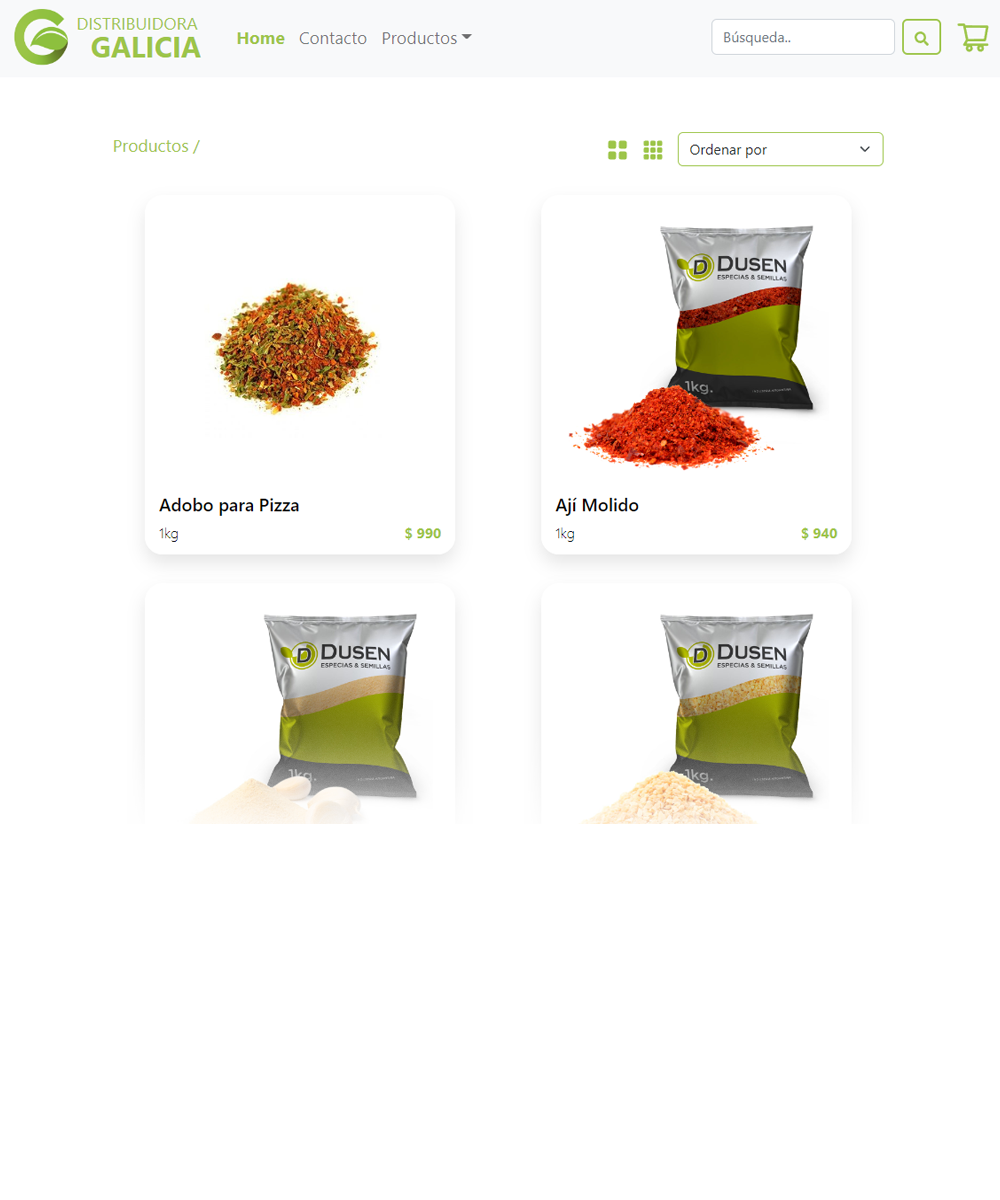 DISTRIBUIDORA
GALICIA
Home Contacto Productos
Búsqueda..
Productos /
Ordenar por
DUSEN
ESPECIAS & SEMILLAS
1kg.
Adobo para Pizza
1kg
$ 990
Ají Molido
1kg
$ 940
DUSEN
ESPECIAS & SEMILLAS
1kg.
DUSEN
ESPECIAS & SEMILLAS
1kg.